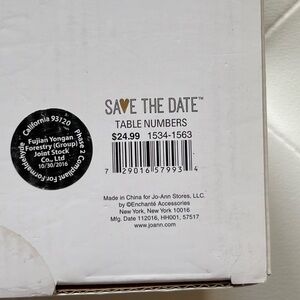 California 93120
Phase 2 Compliant For Formaldehyde
Fujian Yongan
Forestry (Group)
Joint Stock
Co., Ltd
10/30/2016
SAVE THE DATE™
TABLE NUMBERS
$24.99 1534-1563
7 29016 57993 4
Made in China for Jo-Ann Stores, LLC.
by ©Enchanté Accessories
New York, New York 10016
Mfg. Date 112016, HH001, 57517
www.joann.com